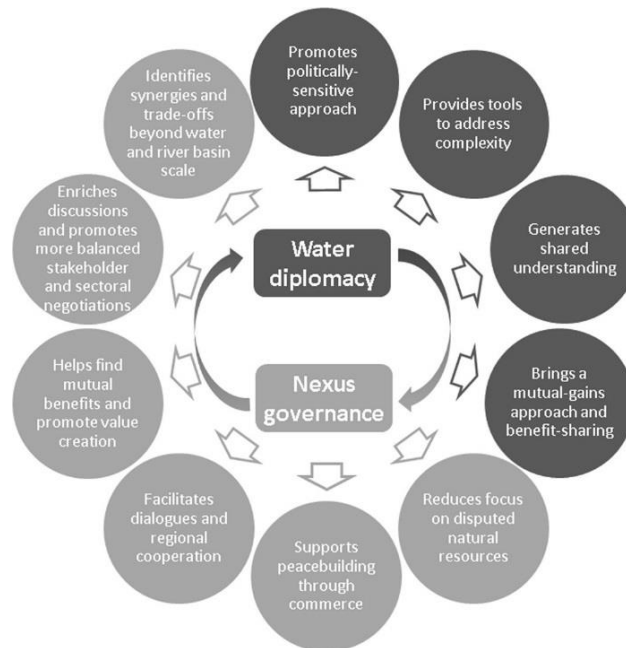 Promotes
politically-
sensitive
approach
Provides tools
to address
complexity
Generates
shared
understanding
Brings a
mutual-gains
approach and
benefit-sharing
Reduces focus
on disputed
natural
resources
Supports
peacebuilding
through
commerce
Facilitates
dialogues and
regional
cooperation
Helps find
mutual
benefits and
promote value
creation
Enriches
discussions and
promotes
more balanced
stakeholder
and sectoral
negotiations
Identifies
synergies and
trade-offs
beyond water
and river basin
scale
Water
diplomacy
Nexus
governance